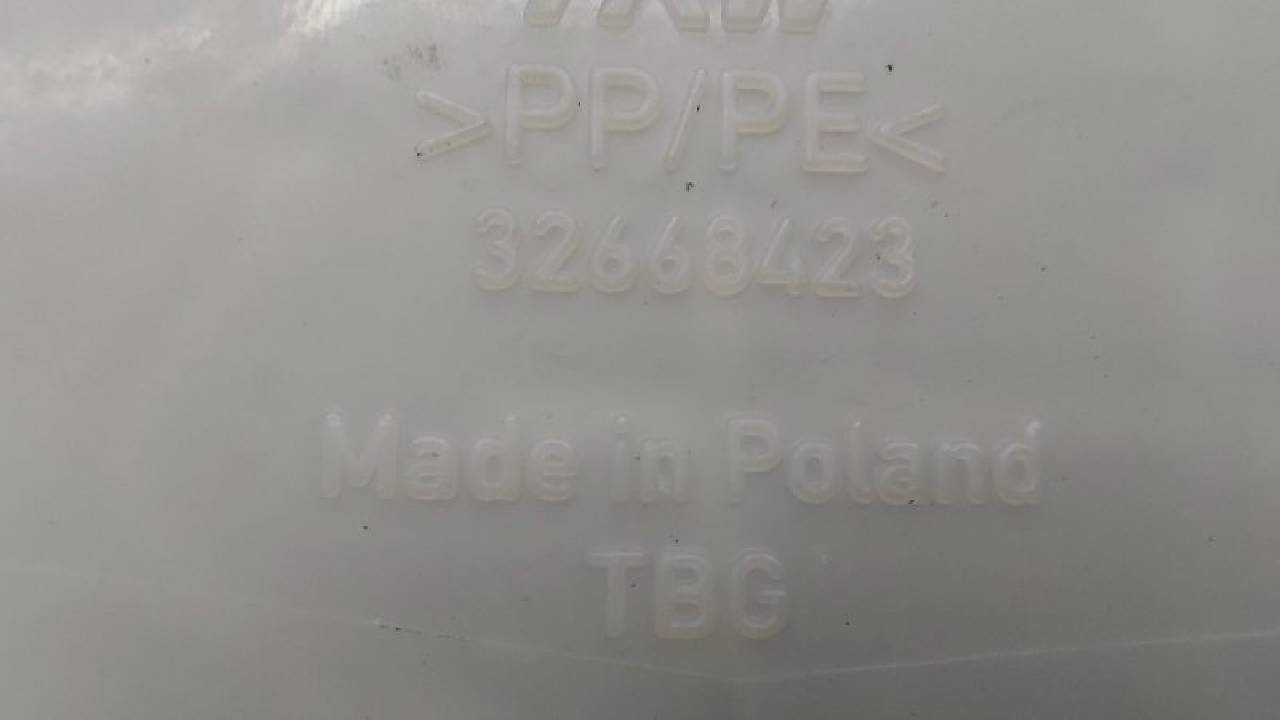 >PP/PE<
32668423
Made in Poland
TBG